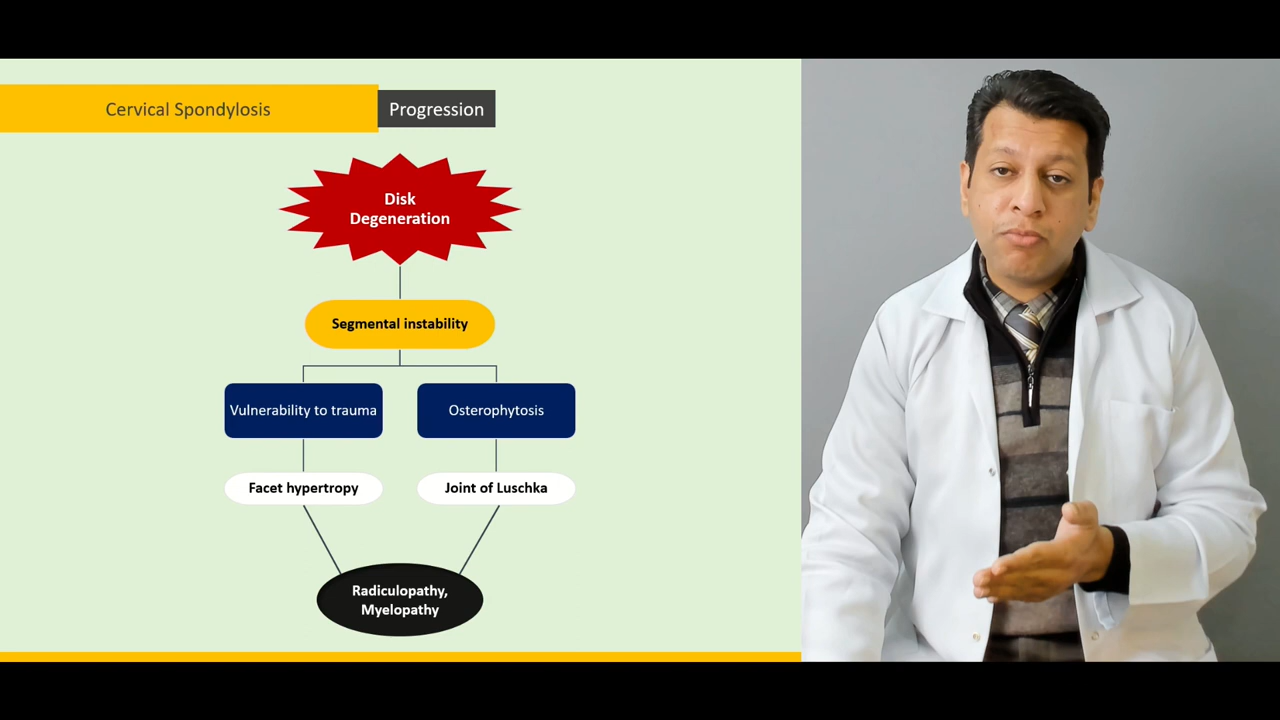 Cervical Spondylosis
Progression
Disk
Degeneration
Segmental instability
Vulnerability to trauma
Osterophytosis
Facet hypertropy
Joint of Luschka
Radiculopathy,
Myelopathy